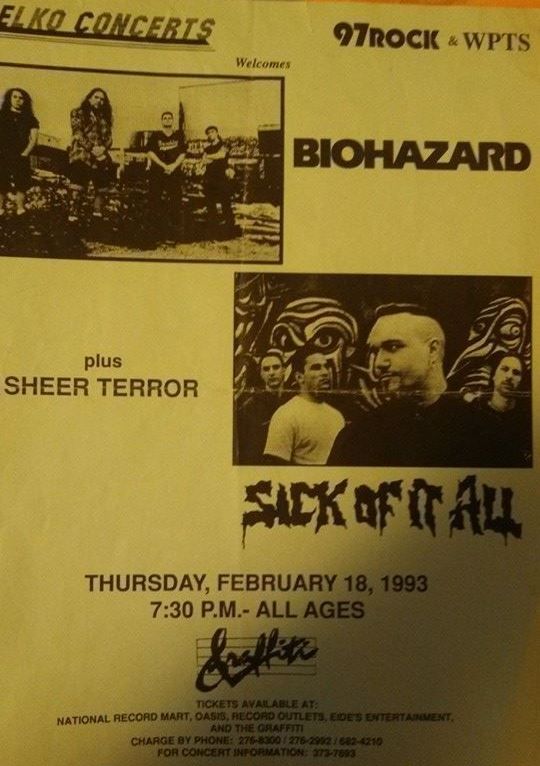 ELKO CONCERTS
97ROCK & WPTS
Welcomes
BIOHAZARD
plus
SHEER TERROR
SICK OF IT ALL
THURSDAY, FEBRUARY 18, 1993
7:30 P.M.- ALL AGES
Graffiti
TICKETS AVAILABLE AT:
NATIONAL RECORD MART, OASIS, RECORD OUTLETS, EIDE'S ENTERTAINMENT,
AND THE GRAFFITI
CHARGE BY PHONE: 276-8300 / 276-2992 / 682-4210
FOR CONCERT INFORMATION: 373-7693